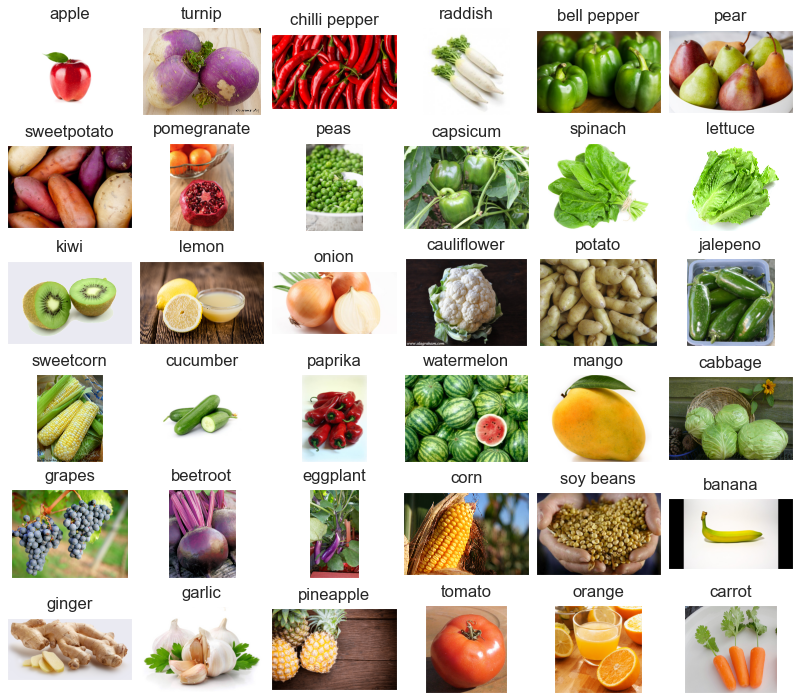 apple
turnip
chilli pepper
raddish
bell pepper
pear
sweetpotato
pomegranate
peas
capsicum
spinach
lettuce
kiwi
lemon
onion
cauliflower
potato
jalepeno
sweetcorn
cucumber
paprika
watermelon
mango
cabbage
grapes
beetroot
eggplant
corn
soy beans
banana
ginger
garlic
pineapple
tomato
orange
carrot